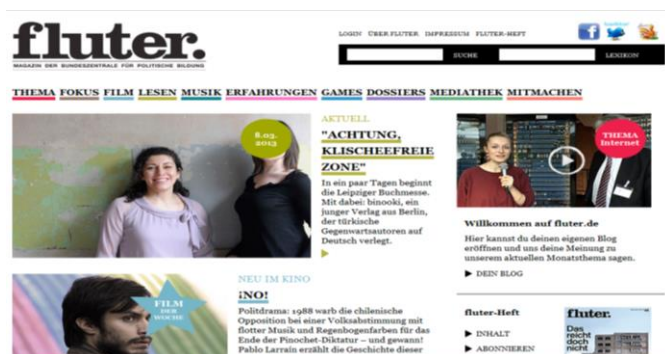 fluter.
MAGAZIN DER BUNDESZENTRALE FÜR POLITISCHE BILDUNG
LOGIN ÜBER FLUTER IMPRESSUM FLUTER-HEFT
SUCHE LEXIKON
THEMA FOKUS FILM LESEN MUSIK ERFAHRUNGEN GAMES DOSSIERS MEDIATHEK MITMACHEN
8.03.
2013
AKTUELL
"ACHTUNG,
KLISCHEEFREIE
ZONE"
In ein paar Tagen beginnt
die Leipziger Buchmesse.
Mit dabei: binooki, ein
junger Verlag aus Berlin,
der türkische
Gegenwartsautoren auf
Deutsch verlegt.
THEMA
Internet
Willkommen auf fluter.de
Hier kannst du deinen eigenen Blog
eröffnen und uns deine Meinung zu
unserem aktuellen Monatsthema sagen.
DEIN BLOG
FILM
DER
WOCHE
NEU IM KINO
¡NO!
Politdrama: 1988 warb die chilenische
Opposition bei einer Volksabstimmung mit
flotter Musik und Regenbogenfarben für das
Ende der Pinochet-Diktatur – und gewann!
Pablo Larraín erzählt die Geschichte dieser
fluter-Heft
INHALT
ABONNIEREN
fluter.
Das
reicht
doch
nicht